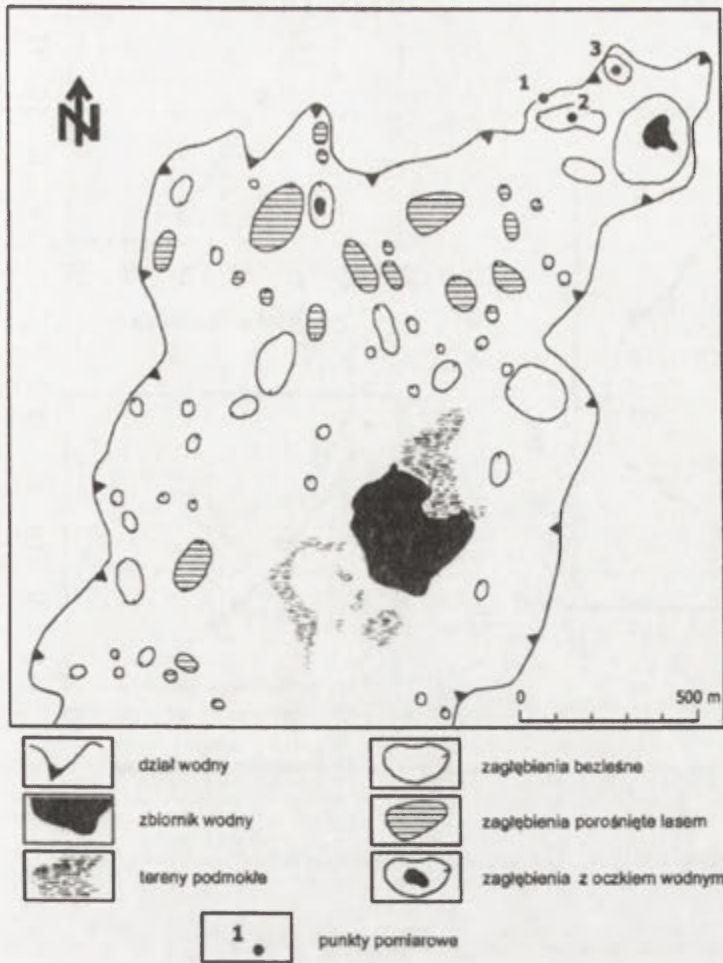 3
1
2
N
0 500 m
dział wodny
zbiornik wodny
tereny podmokłe
zagłębienia bezleśne
zagłębienia porośnięte lasem
zagłębienia z oczkiem wodnym
1
punkty pomiarowe